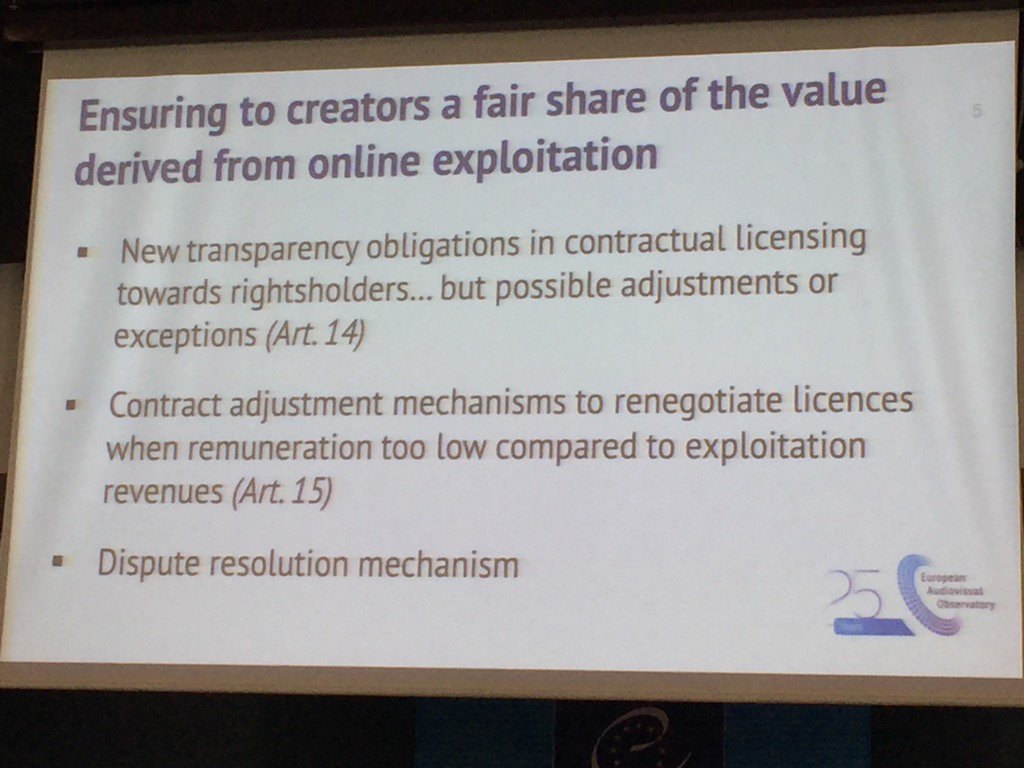 5
Ensuring to creators a fair share of the value
derived from online exploitation
▪ New transparency obligations in contractual licensing
towards rightsholders... but possible adjustments or
exceptions (Art. 14)
▪ Contract adjustment mechanisms to renegotiate licences
when remuneration too low compared to exploitation
revenues (Art. 15)
▪ Dispute resolution mechanism
25
European
Audiovisual
Observatory